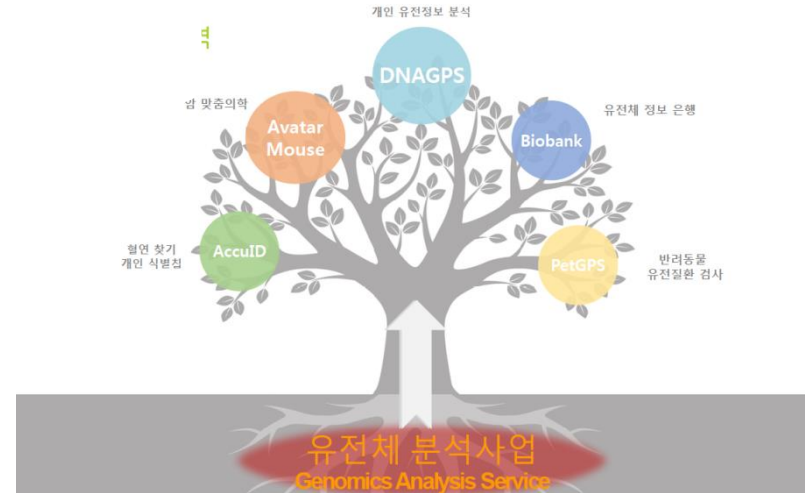 개인 유전정보 분석
DNAGPS
맞춤의학
Avatar
Mouse
유전체 정보 은행
Biobank
혈연 찾기
개인 식별칩
AccuID
PetGPS
반려동물
유전질환 검사
유전체 분석사업
Genomics Analysis Service